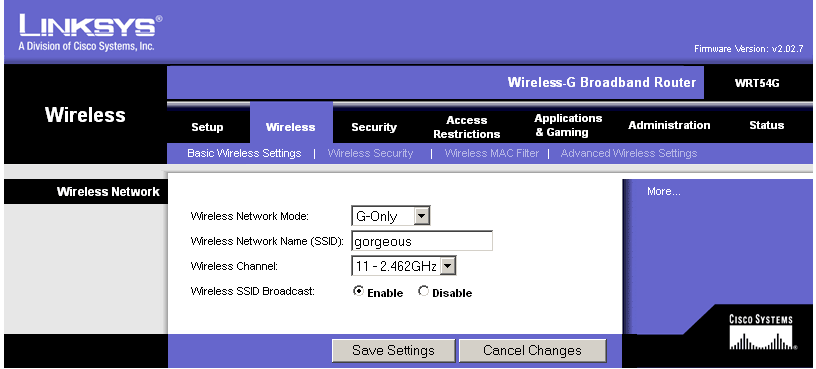 LINKSYS®
A Division of Cisco Systems, Inc.
Firmware Version: v2.02.7
Wireless-G Broadband Router WRT54G
Wireless
Setup Wireless Security Access Restrictions Applications & Gaming Administration Status
Basic Wireless Settings | Wireless Security | Wireless MAC Filter | Advanced Wireless Settings
Wireless Network
More...
Wireless Network Mode: G-Only
Wireless Network Name (SSID): gorgeous
Wireless Channel: 11 - 2.462GHz
Wireless SSID Broadcast: Enable Disable
CISCO SYSTEMS
Save Settings Cancel Changes